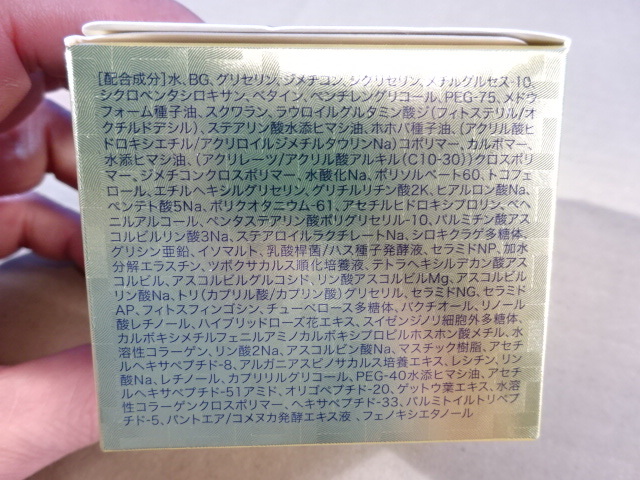 [配合成分]水、BG、グリセリン、ジメチコン、ジグリセリン、メチルグルセス-10、
シクロペンタシロキサン、ベタイン、ペンチレングリコール、PEG-75、メドウ
フォーム種子油、スクワラン、ラウロイルグルタミン酸ジ(フィトステリル/オ
クチルドデシル)、ステアリン酸水添ヒマシ油、ホホバ種子油、(アクリル酸ヒ
ドロキシエチル/アクリロイルジメチルタウリンNa)コポリマー、カルボマー、
水添ヒマシ油、(アクリレーツ/アクリル酸アルキル(C10-30))クロスポリ
マー、ジメチコンクロスポリマー、水酸化Na、ポリソルベート60、トコフェ
ロール、エチルヘキシルグリセリン、グリチルリチン酸2K、ヒアルロン酸Na、
ペンテト酸5Na、ポリクオタニウム-61、アセチルヒドロキシプロリン、ベヘ
ニルアルコール、ペンタステアリン酸ポリグリセリル-10、パルミチン酸アス
コルビルリン酸3Na、ステアロイルラクチレートNa、シロキクラゲ多糖体、
グリシン亜鉛、イソマルト、乳酸桿菌/ハス種子発酵液、セラミドNP、加水
分解エラスチン、ツボクサカルス順化培養液、テトラヘキシルデカン酸アス
コルビル、アスコルビルグルコシド、リン酸アスコルビルMg、アスコルビル
リン酸Na、トリ(カプリル酸/カプリン酸)グリセリル、セラミドNG、セラミド
AP、フィトスフィンゴシン、チューベロース多糖体、バクチオール、リノール
酸レチノール、ハイブリッドローズ花エキス、スイゼンジノリ細胞外多糖体、
カルボキシメチルフェニルアミノカルボキシプロピルホスホン酸メチル、水
溶性コラーゲン、リン酸2Na、アスコルビン酸Na、マスチック樹脂、アセチ
ルヘキサペプチド-8、アルガニアスピノサカルス培養エキス、レシチン、リン
酸Na、レチノール、カプリリルグリコール、PEG-40水添ヒマシ油、アセチ
ルヘキサペプチド-51アミド、オリゴペプチド-20、ゲットウ葉エキス、水溶
性コラーゲンクロスポリマー、ヘキサペプチド-33、パルミトイルトリペプ
チド-5、パントエア/コメヌカ発酵エキス液、フェノキシエタノール